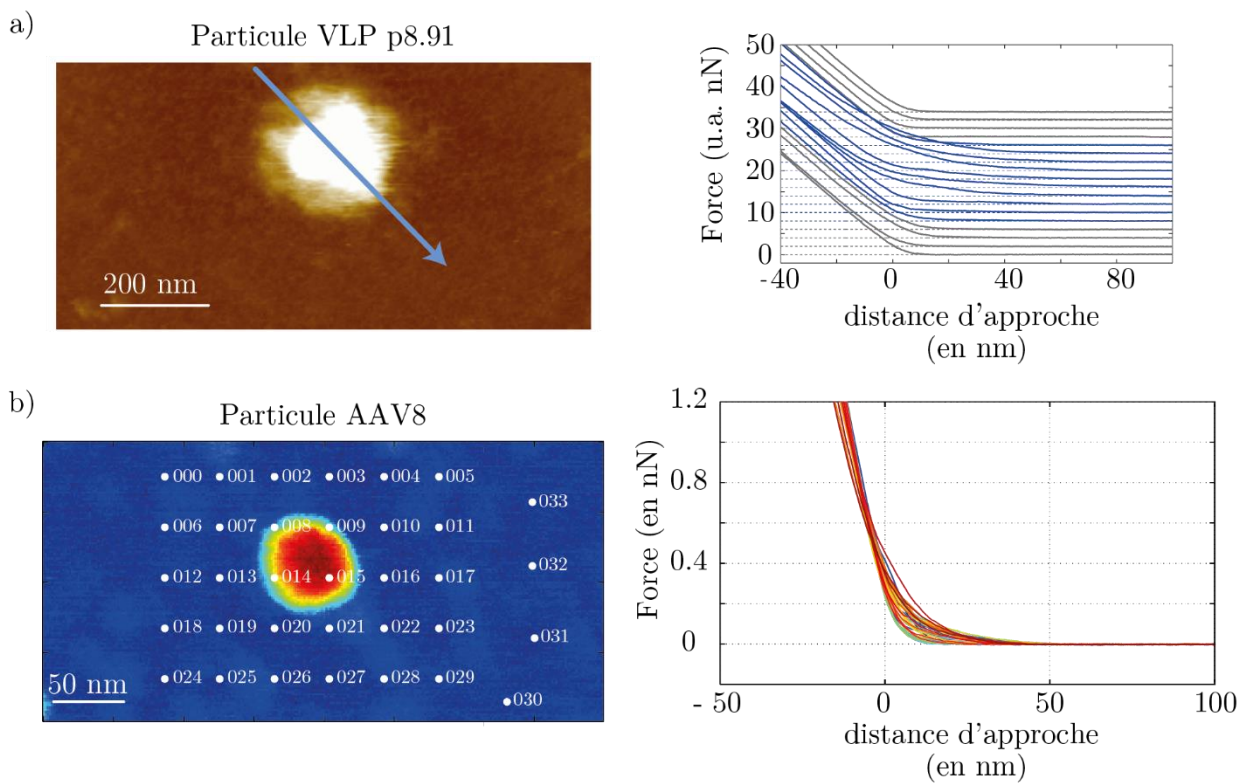 a)
Particule VLP p8.91
200 nm
Force (u.a. nN)
50
40
30
20
10
0
-40
0
40
80
distance d'approche
(en nm)
b)
Particule AAV8
000 001 002 003 004 005
033
006 007 008 009 010 011
032
012 013 014 015 016 017
018 019 020 021 022 023
031
024 025 026 027 028 029
50 nm
030
Force (en nN)
1.2
0.8
0.4
0
- 50
0
50
100
distance d'approche
(en nm)